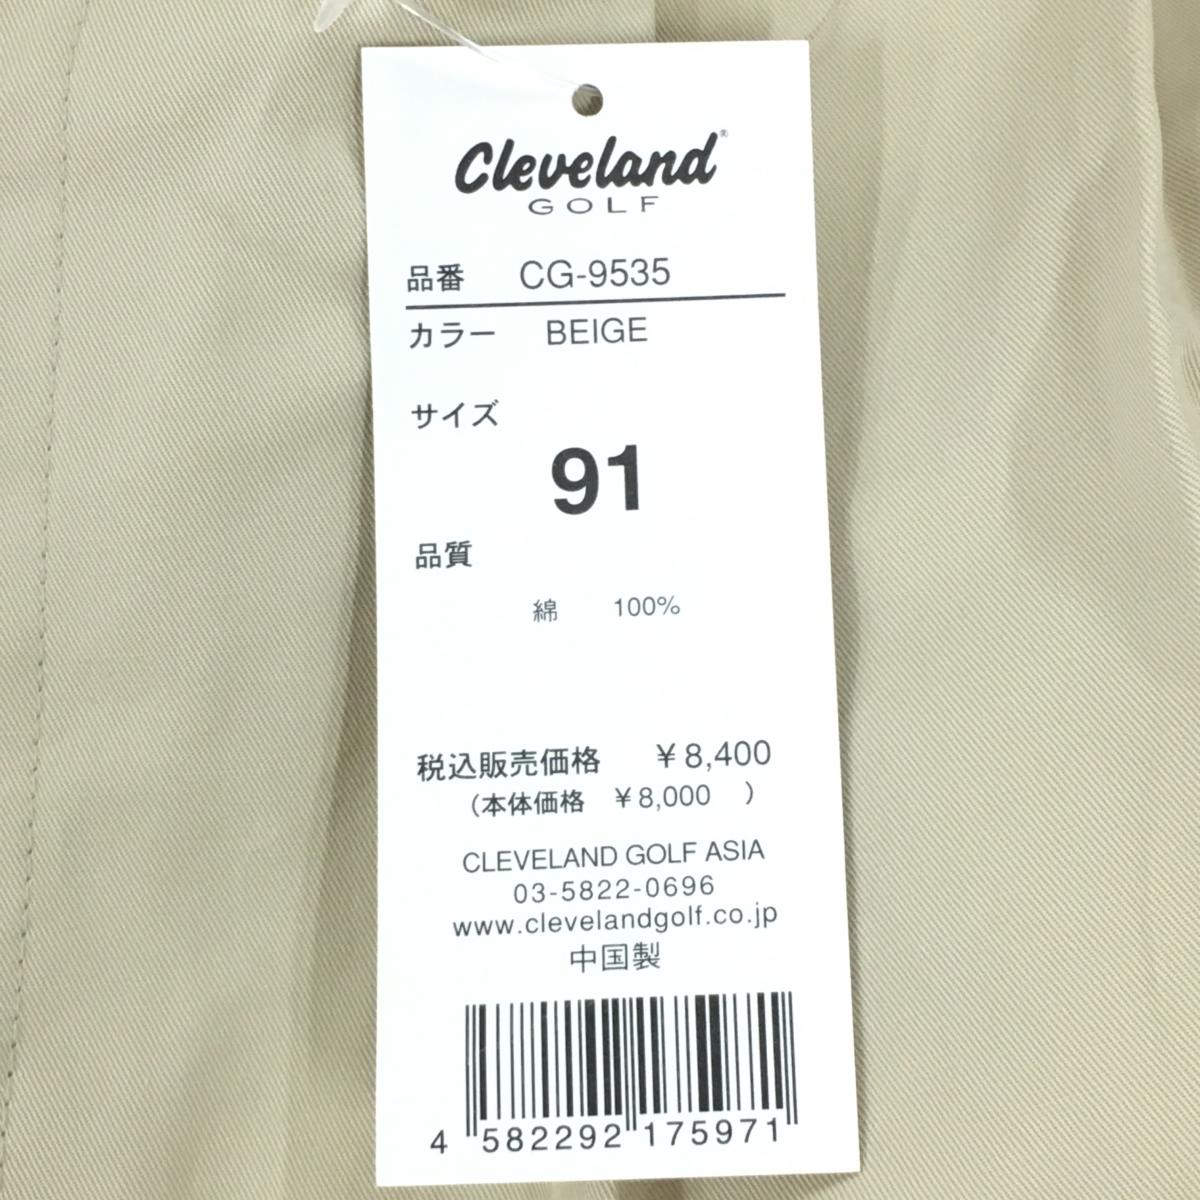 Cleveland®
GOLF
品番 CG-9535
カラー BEIGE
サイズ
91
品質
綿 100%
税込販売価格 ¥8,400
(本体価格 ¥8,000 )
CLEVELAND GOLF ASIA
03-5822-0696
www.clevelandgolf.co.jp
中国製
4 582292 175971